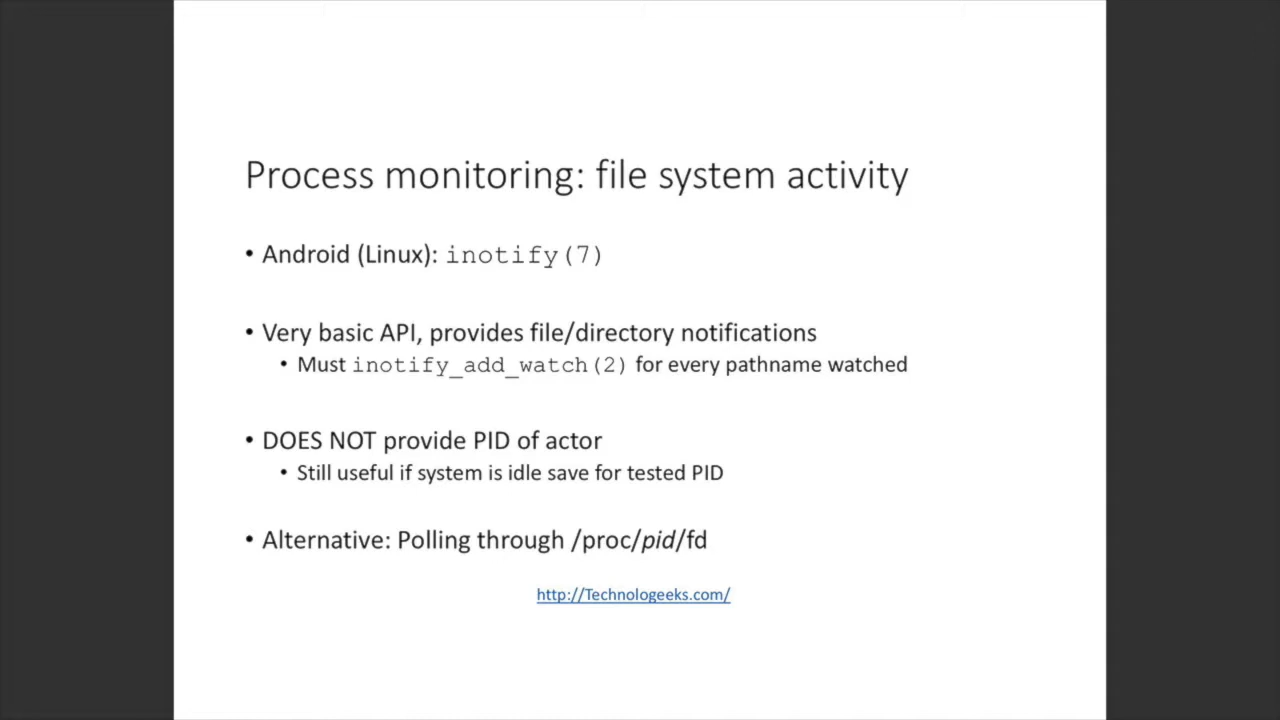 Process monitoring: file system activity
• Android (Linux): inotify(7)
• Very basic API, provides file/directory notifications
• Must inotify_add_watch(2) for every pathname watched
• DOES NOT provide PID of actor
• Still useful if system is idle save for tested PID
• Alternative: Polling through /proc/pid/fd
http://Technologeeks.com/